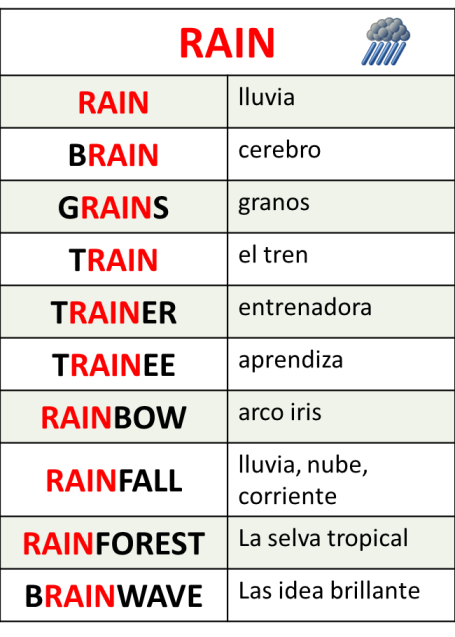 RAIN
RAIN lluvia
BRAIN cerebro
GRAINS granos
TRAIN el tren
TRAINER entrenadora
TRAINEE aprendiza
RAINBOW arco iris
RAINFALL lluvia, nube,
corriente
RAINFOREST La selva tropical
BRAINWAVE Las idea brillante